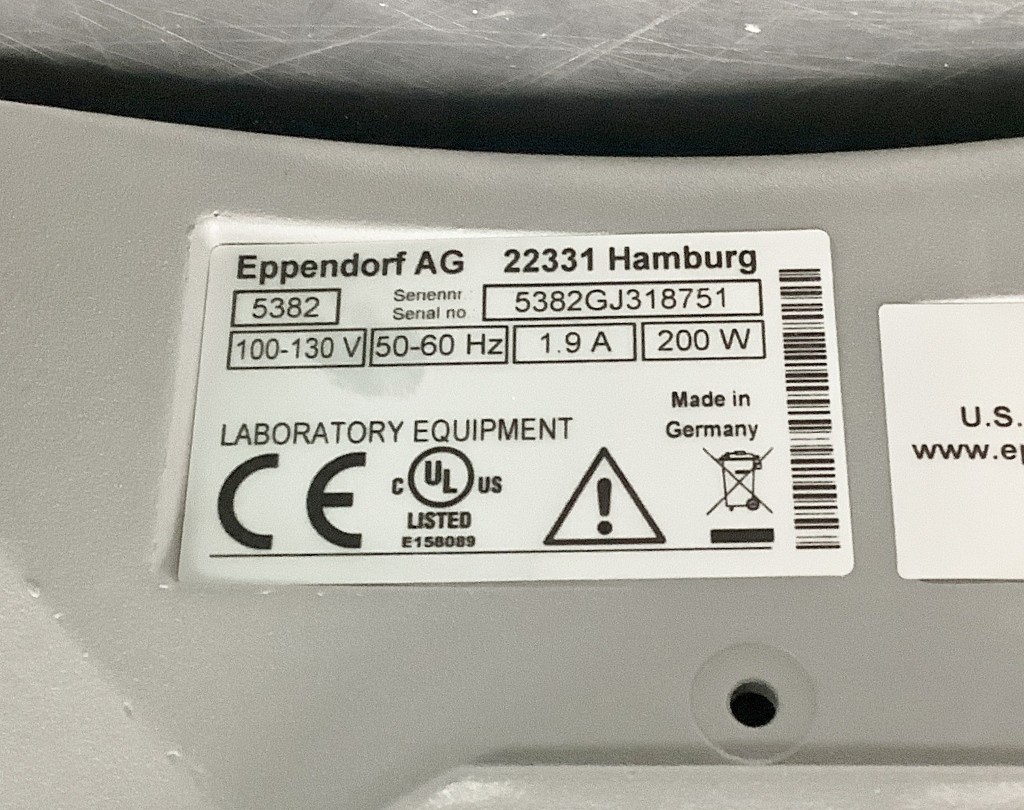 Eppendorf AG 22331 Hamburg
5382 Seriennr.: 5382GJ318751
Serial no.:
100-130 V 50-60 Hz 1.9 A 200 W
Made in
Germany
LABORATORY EQUIPMENT
CE C UL US
LISTED
E158089
U.S.
www.ep